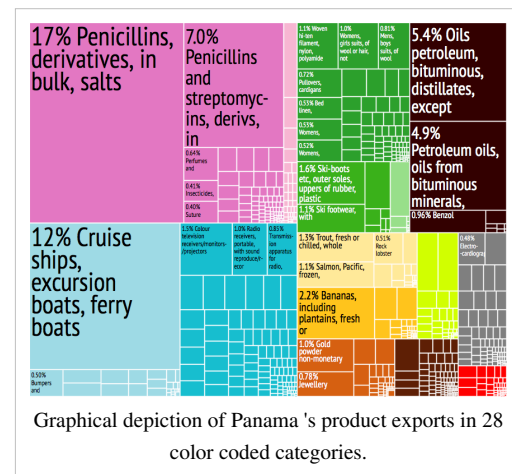 17% Penicillins,
derivatives, in
bulk, salts
7.0%
Penicillins
and
streptomyc-
ins, derivs,
in
0.64%
Perfumes
and
0.41%
Insecticides,
0.40%
Suture
12% Cruise
ships,
excursion
boats, ferry
boats
0.50%
Bumpers
and
1.5% Colour
television
receivers/monitors-
/projectors
1.0% Radio
receivers,
portable,
with sound
reproduce/r-
ecor
0.85%
Transmiss-
ion
apparatus
for
radio,
1.1% Woven
hi-ten
filament,
nylon,
polyamide
1.0%
Womens,
girls suits, of
wool or hair,
not
0.81%
Mens,
boys
suits, of
wool
0.72%
Pullovers,
cardigans
0.53% Bed
linen,
0.53%
Womens,
0.52%
Womens,
1.6% Ski-boots
etc, outer soles,
uppers of rubber,
plastic
1.1% Ski footwear,
with
5.4% Oils
petroleum,
bituminous,
distillates,
except
4.9%
Petroleum oils,
oils from
bituminous
minerals,
0.96% Benzol
1.3% Trout, fresh or
chilled, whole
0.51%
Rock
lobster
1.1% Salmon, Pacific,
frozen,
2.2% Bananas,
including
plantains, fresh
or
0.48%
Electro-
cardiograp
1.0% Gold
powder
non-monetary
0.78%
Jewellery
Graphical depiction of Panama 's product exports in 28
color coded categories.